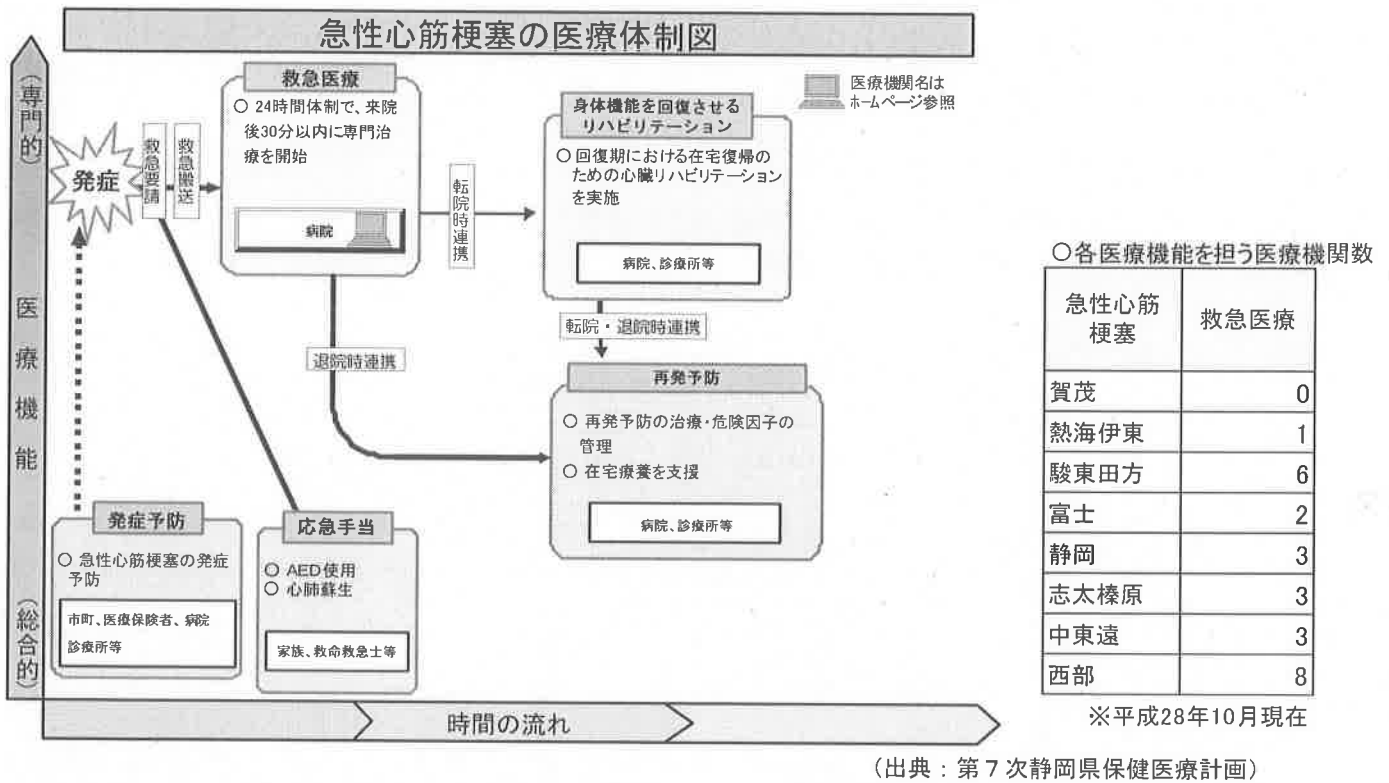 急性心筋梗塞の医療体制図
(専門的)
医療機能
(総合的)
発症
救急要請
救急搬送
救急医療
○ 24時間体制で、来院
後30分以内に専門治
療を開始
病院
転院時連携
身体機能を回復させる
リハビリテーション
○ 回復期における在宅復帰の
ための心臓リハビリテーション
を実施
病院、診療所等
医療機関名は
ホームページ参照
転院・退院時連携
退院時連携
再発予防
○ 再発予防の治療・危険因子の
管理
○ 在宅療養を支援
病院、診療所等
発症予防
○ 急性心筋梗塞の発症
予防
市町、医療保険者、病院
診療所等
応急手当
○ AED使用
○ 心肺蘇生
家族、救命救急士等
時間の流れ
○各医療機能を担う医療機関数
急性心筋
梗塞
救急医療
賀茂 0
熱海伊東 1
駿東田方 6
富士 2
静岡 3
志太榛原 3
中東遠 3
西部 8
※平成28年10月現在
(出典：第7次静岡県保健医療計画)